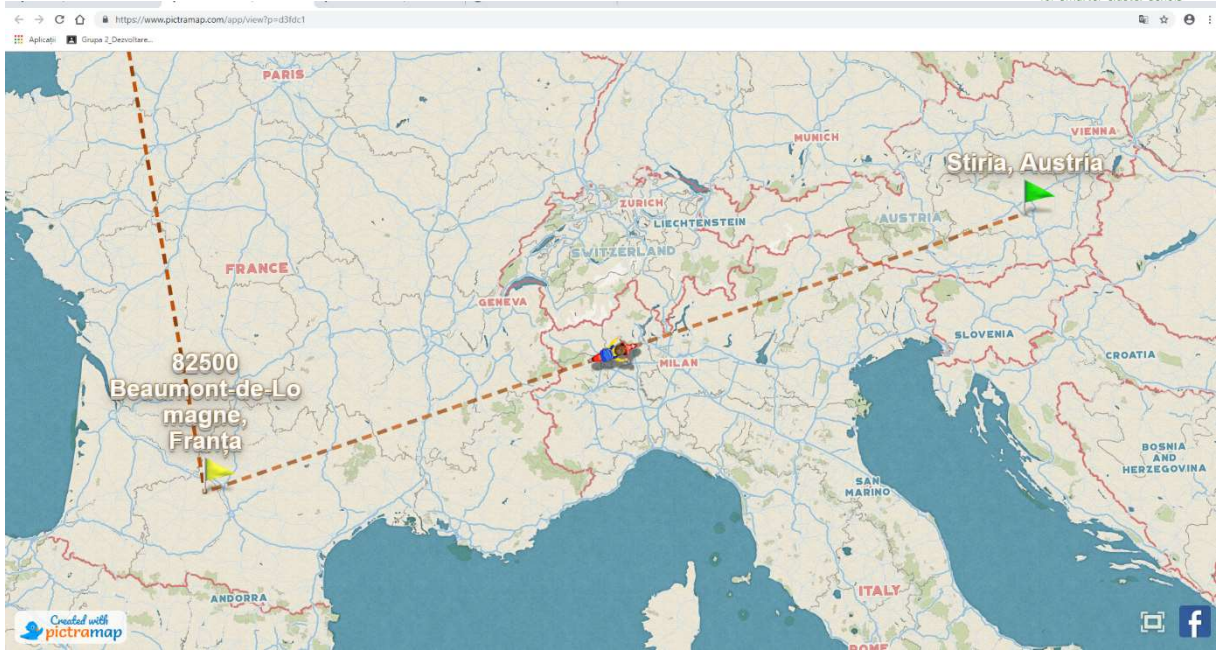 https://www.pictramap.com/app/view?p=d3fdc1
Aplicații
Grupa 2_Dezvoltare...
PARIS
MUNICH
VIENNA
Stiria, Austria
ZURICH
LIECHTENSTEIN
AUSTRIA
SWITZERLAND
FRANCE
GENEVA
SLOVENIA
MILAN
CROATIA
82500
Beaumont-de-Lo
magne,
Franța
BOSNIA
AND
HERZEGOVINA
SAN
MARINO
ANDORRA
ITALY
ROME
Created with
pictramap
f